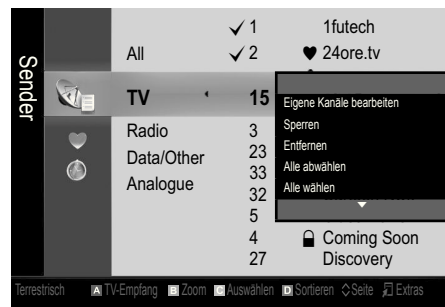 Sender
✓ 1 1futech
All ✓ 2 ♥ 24ore.tv
TV 15
Radio 3
Data/Other 23
Analogue 33
32
5
4 Coming Soon
27 Discovery
Eigene Kanäle bearbeiten
Sperren
Entfernen
Alle abwählen
Alle wählen
Terrestrisch A TV-Empfang B Zoom C Auswählen D Sortieren Seite Extras